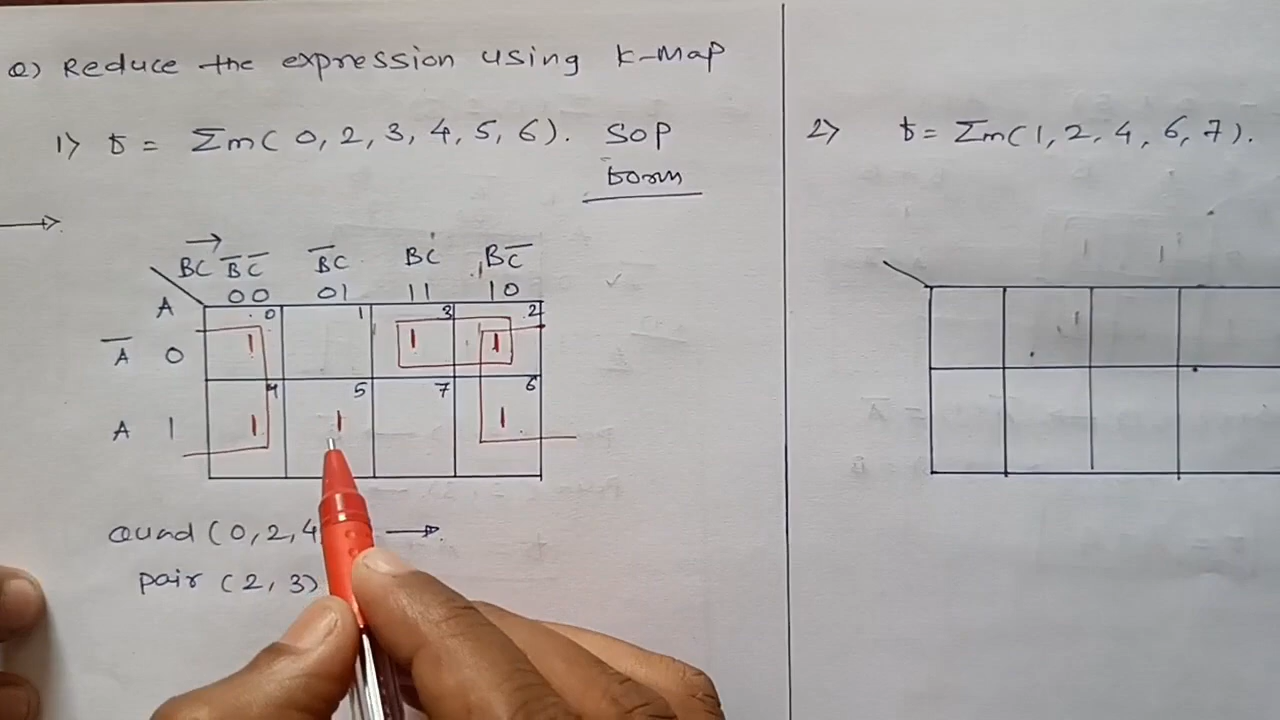 Q) Reduce the expression using K-Map
1) f = Σm( 0, 2, 3, 4, 5, 6). SOP
form
BC B̅C̅ B̅C BC BC̅
00 01 11 10
A
0 1 3 2
A̅ 0 1 1 1
4 5 7 6
A 1 1 1 1
Quad (0, 2, 4
Pair (2, 3)
2) f = Σm(1, 2, 4, 6, 7).